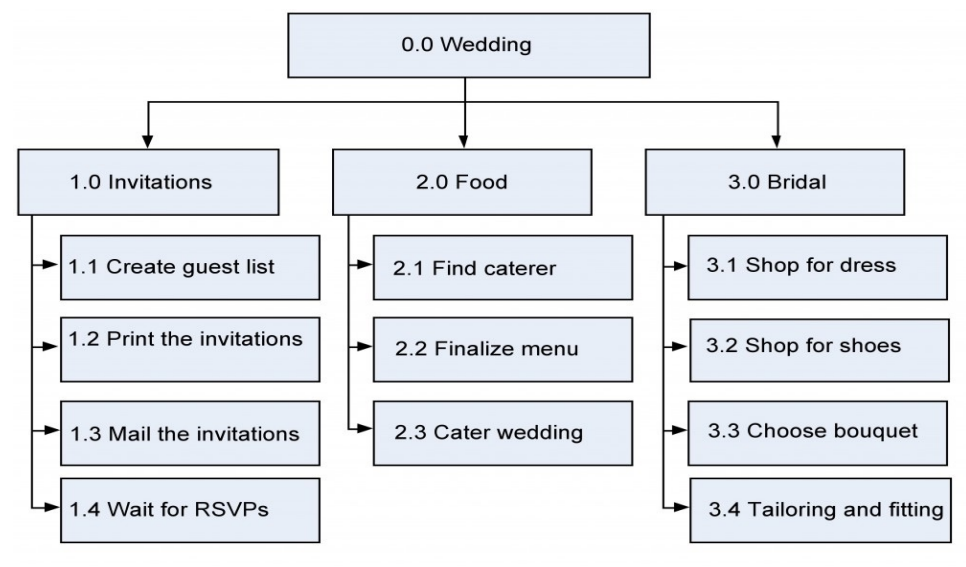 0.0 Wedding
1.0 Invitations
1.1 Create guest list
1.2 Print the invitations
1.3 Mail the invitations
1.4 Wait for RSVPs
2.0 Food
2.1 Find caterer
2.2 Finalize menu
2.3 Cater wedding
3.0 Bridal
3.1 Shop for dress
3.2 Shop for shoes
3.3 Choose bouquet
3.4 Tailoring and fitting